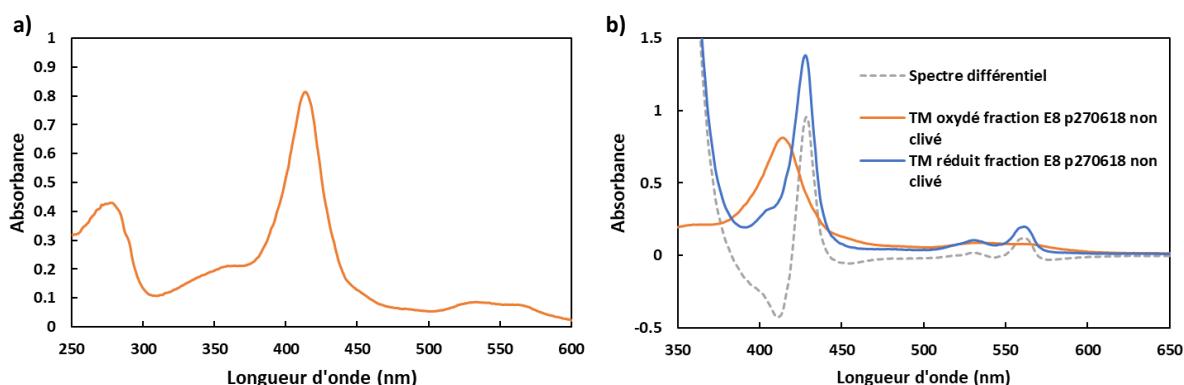 a)
1
0.9
0.8
0.7
0.6
0.5
0.4
0.3
0.2
0.1
0
Absorbance
250 300 350 400 450 500 550 600
Longueur d'onde (nm)
b)
1.5
1
0.5
0
-0.5
Absorbance
Spectre différentiel
TM oxydé fraction E8 p270618 non
clivé
TM réduit fraction E8 p270618 non
clivé
350 400 450 500 550 600 650
Longueur d'onde (nm)